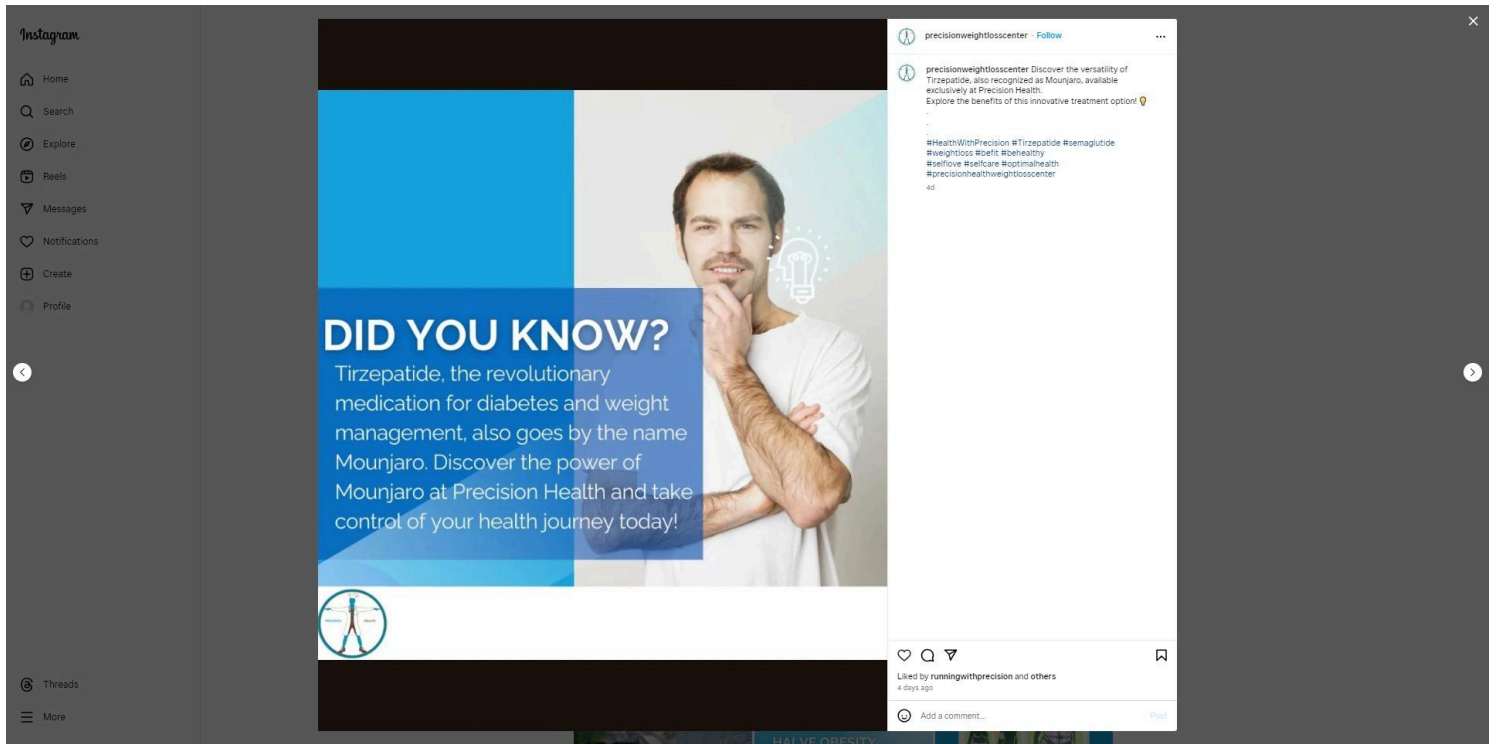 Instagram
Home
Search
Explore
Reels
Messages
Notifications
Create
Profile
Threads
More
DID YOU KNOW?
Tirzepatide, the revolutionary
medication for diabetes and weight
management, also goes by the name
Mounjaro. Discover the power of
Mounjaro at Precision Health and take
control of your health journey today!
PRECISION HEALTH
precisionweightlosscenter · Follow
precisionweightlosscenter Discover the versatility of
Tirzepatide, also recognized as Mounjaro, available
exclusively at Precision Health.
Explore the benefits of this innovative treatment option! 💡
.
.
.
#HealthWithPrecision #Tirzepatide #semaglutide
#weightloss #befit #behealthy
#selflove #selfcare #optimalhealth
#precisionhealthweightlosscenter
4d
Liked by runningwithprecision and others
4 days ago
Add a comment...
Post
HALVE OBESITY